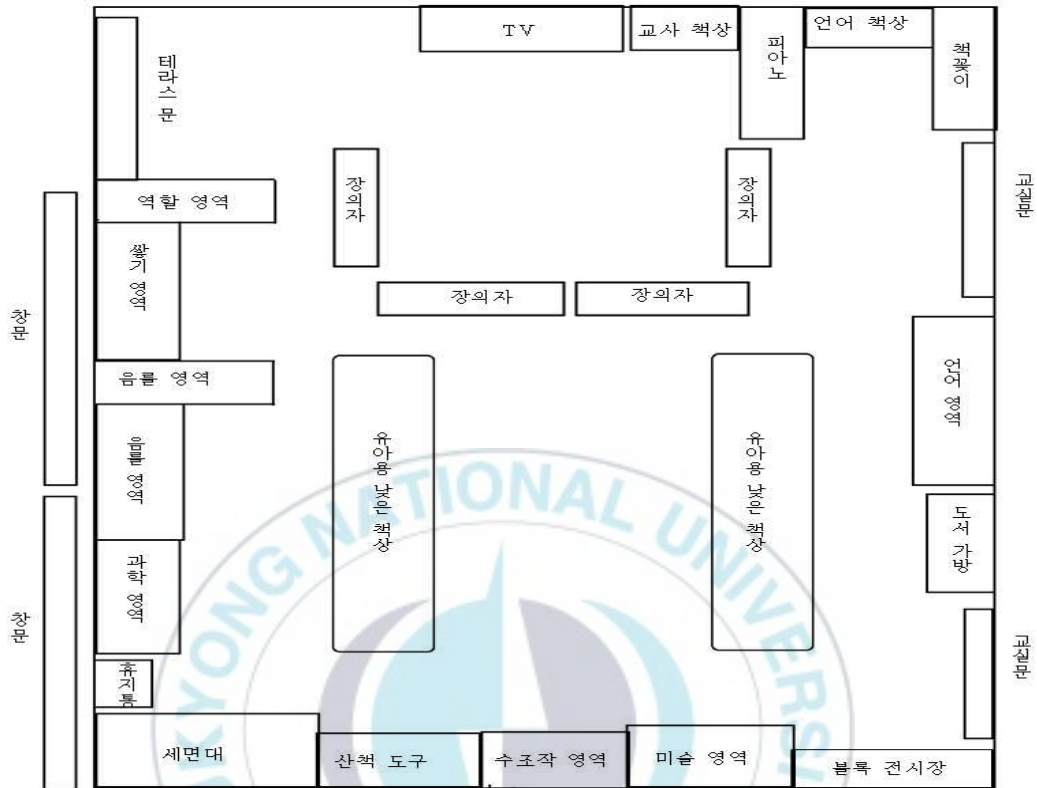 TV
교사 책상
피아노
언어 책상
책꽂이
테라스 문
장의자
장의자
교실문
역할 영역
쌓기 영역
장의자
장의자
창문
음률 영역
언어 영역
음률 영역
유아용 낮은 책상
유아용 낮은 책상
도서 가방
과학 영역
창문
교실문
휴지통
세면대
산책 도구
수조작 영역
미술 영역
블록 전시장
PUKYONG NATIONAL UNIVERSI